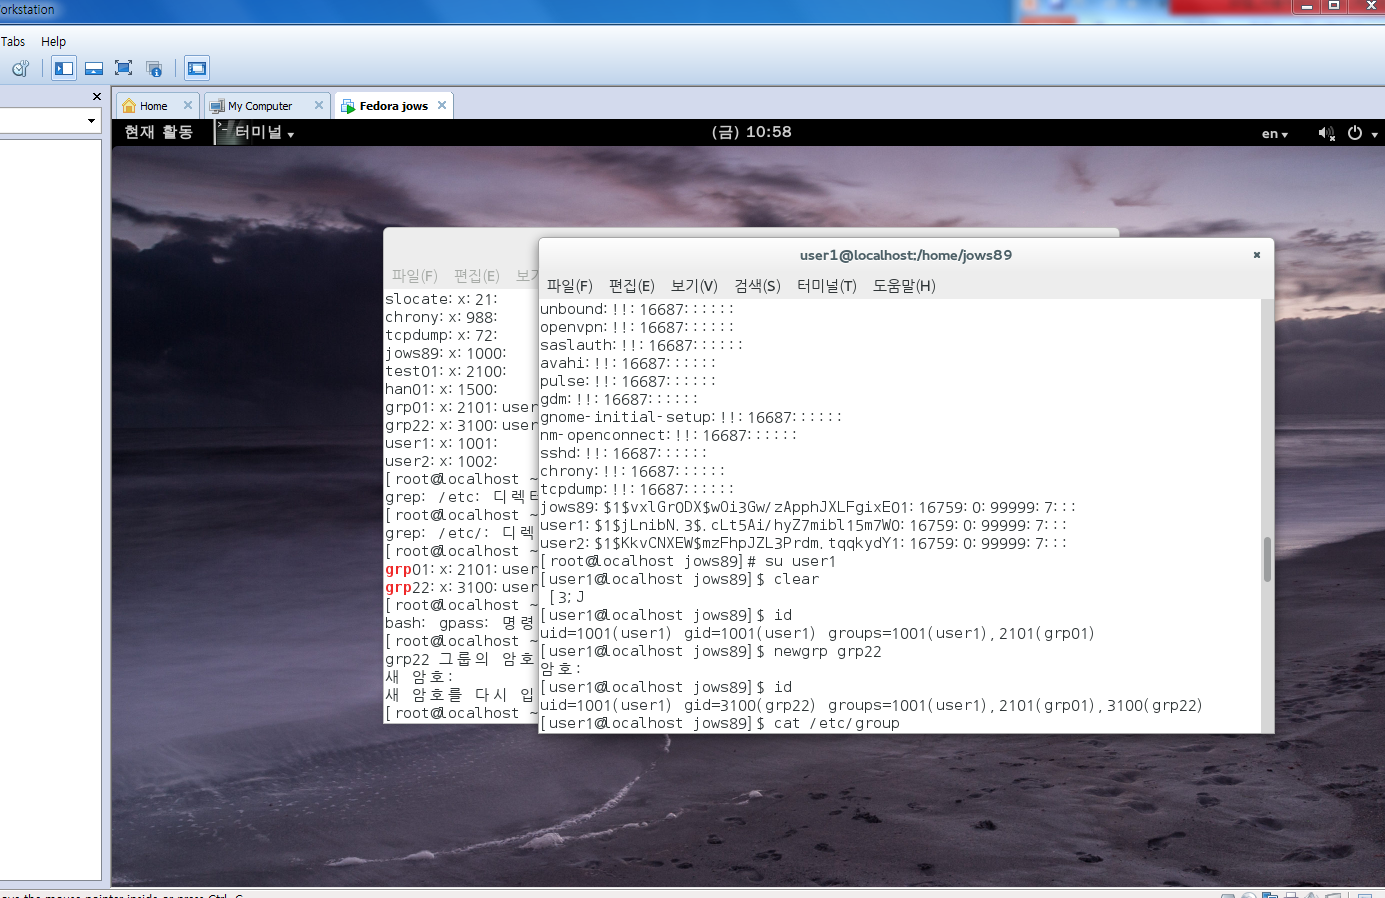 orkstation
Tabs Help
Home My Computer Fedora jows
현재 활동 터미널 (금) 10:58 en
파일(F) 편집(E) 보기
slocate:x:21:
chrony:x:988:
tcpdump:x:72:
jows89:x:1000:
test01:x:2100:
han01:x:1500:
grp01:x:2101:user
grp22:x:3100:user
user1:x:1001:
user2:x:1002:
[root@localhost ~
grep: /etc: 디렉터
[root@localhost ~
grep: /etc/: 디렉
[root@localhost ~
grp01:x:2101:user
grp22:x:3100:user
[root@localhost ~
bash: gpass: 명령
[root@localhost ~
grp22 그룹의 암호
새 암호:
새 암호를 다시 입
[root@localhost ~
user1@localhost:/home/jows89
파일(F) 편집(E) 보기(V) 검색(S) 터미널(T) 도움말(H)
unbound:!!:16687::::::
openvpn:!!:16687::::::
saslauth:!!:16687::::::
avahi:!!:16687::::::
pulse:!!:16687::::::
gdm:!!:16687::::::
gnome-initial-setup:!!:16687::::::
nm-openconnect:!!:16687::::::
sshd:!!:16687::::::
chrony:!!:16687::::::
tcpdump:!!:16687::::::
jows89:$1$vxlGrODX$wOi3Gw/zApphJXLFgixEO1:16759:0:99999:7:::
user1:$1$jLnibN.3$.cLt5Ai/hyZ7mibl15m7W0:16759:0:99999:7:::
user2:$1$KkvCNXEW$mzFhpJZL3Prdm.tqqkydY1:16759:0:99999:7:::
[root@localhost jows89]# su user1
[user1@localhost jows89]$ clear
[3;J
[user1@localhost jows89]$ id
uid=1001(user1) gid=1001(user1) groups=1001(user1),2101(grp01)
[user1@localhost jows89]$ newgrp grp22
암호:
[user1@localhost jows89]$ id
uid=1001(user1) gid=3100(grp22) groups=1001(user1),2101(grp01),3100(grp22)
[user1@localhost jows89]$ cat /etc/group